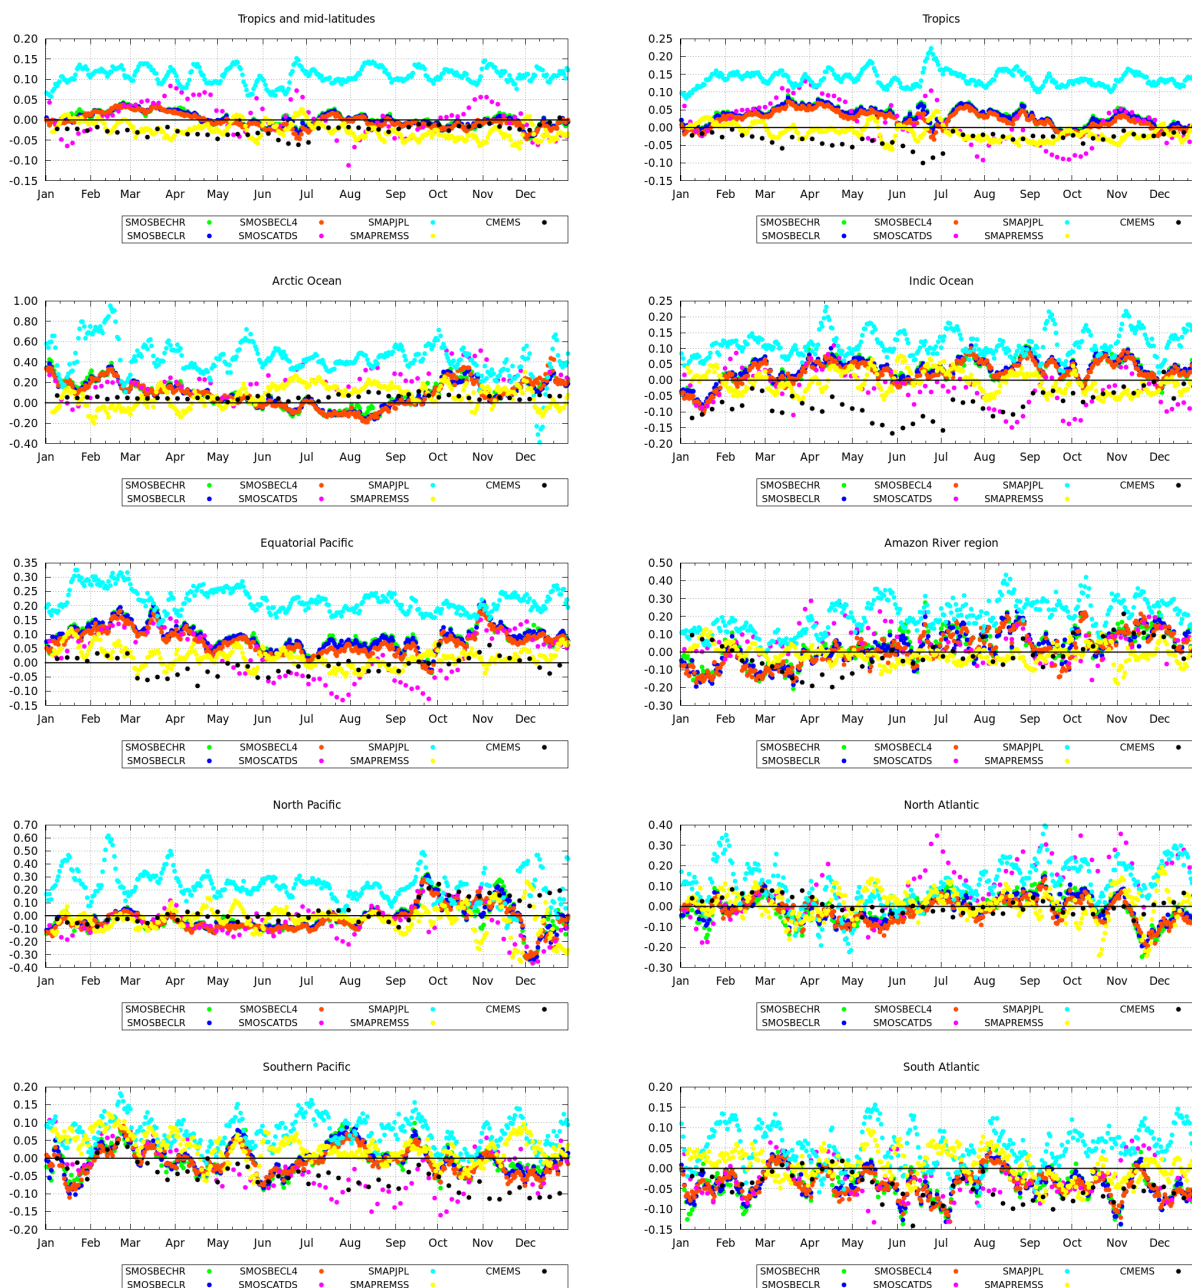 Tropics and mid-latitudes
0.20
0.15
0.10
0.05
0.00
-0.05
-0.10
-0.15
Jan Feb Mar Apr May Jun Jul Aug Sep Oct Nov Dec
SMOSBECHR SMOSBECL4 SMAPJPL CMEMS
SMOSBECLR SMOSCATDS SMAPREMSS
Tropics
0.25
0.20
0.15
0.10
0.05
0.00
-0.05
-0.10
-0.15
Jan Feb Mar Apr May Jun Jul Aug Sep Oct Nov Dec
SMOSBECHR SMOSBECL4 SMAPJPL CMEMS
SMOSBECLR SMOSCATDS SMAPREMSS
Arctic Ocean
1.00
0.80
0.60
0.40
0.20
0.00
-0.20
-0.40
Jan Feb Mar Apr May Jun Jul Aug Sep Oct Nov Dec
SMOSBECHR SMOSBECL4 SMAPJPL CMEMS
SMOSBECLR SMOSCATDS SMAPREMSS
Indic Ocean
0.25
0.20
0.15
0.10
0.05
0.00
-0.05
-0.10
-0.15
-0.20
Jan Feb Mar Apr May Jun Jul Aug Sep Oct Nov Dec
SMOSBECHR SMOSBECL4 SMAPJPL CMEMS
SMOSBECLR SMOSCATDS SMAPREMSS
Equatorial Pacific
0.35
0.30
0.25
0.20
0.15
0.10
0.05
0.00
-0.05
-0.10
-0.15
Jan Feb Mar Apr May Jun Jul Aug Sep Oct Nov Dec
SMOSBECHR SMOSBECL4 SMAPJPL CMEMS
SMOSBECLR SMOSCATDS SMAPREMSS
Amazon River region
0.50
0.40
0.30
0.20
0.10
0.00
-0.10
-0.20
-0.30
Jan Feb Mar Apr May Jun Jul Aug Sep Oct Nov Dec
SMOSBECHR SMOSBECL4 SMAPJPL CMEMS
SMOSBECLR SMOSCATDS SMAPREMSS
North Pacific
0.70
0.60
0.50
0.40
0.30
0.20
0.10
0.00
-0.10
-0.20
-0.30
-0.40
Jan Feb Mar Apr May Jun Jul Aug Sep Oct Nov Dec
SMOSBECHR SMOSBECL4 SMAPJPL CMEMS
SMOSBECLR SMOSCATDS SMAPREMSS
North Atlantic
0.40
0.30
0.20
0.10
0.00
-0.10
-0.20
-0.30
Jan Feb Mar Apr May Jun Jul Aug Sep Oct Nov Dec
SMOSBECHR SMOSBECL4 SMAPJPL CMEMS
SMOSBECLR SMOSCATDS SMAPREMSS
Southern Pacific
0.20
0.15
0.10
0.05
0.00
-0.05
-0.10
-0.15
-0.20
Jan Feb Mar Apr May Jun Jul Aug Sep Oct Nov Dec
SMOSBECHR SMOSBECL4 SMAPJPL CMEMS
SMOSBECLR SMOSCATDS SMAPREMSS
South Atlantic
0.20
0.15
0.10
0.05
0.00
-0.05
-0.10
-0.15
Jan Feb Mar Apr May Jun Jul Aug Sep Oct Nov Dec
SMOSBECHR SMOSBECL4 SMAPJPL CMEMS
SMOSBECLR SMOSCATDS SMAPREMSS